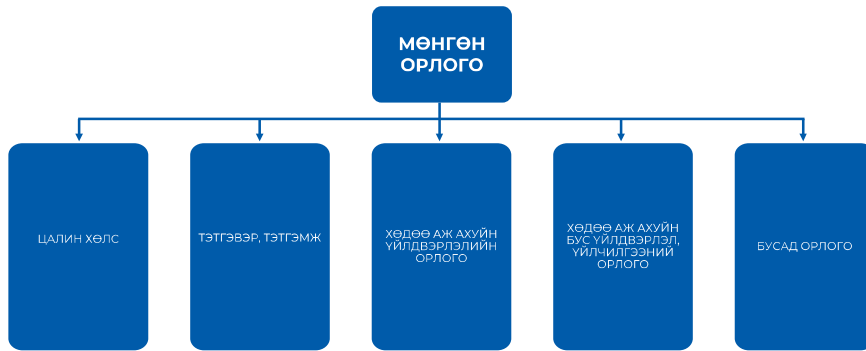 МӨНГӨН
ОРЛОГО
ЦАЛИН ХӨЛС
ТЭТГЭВЭР, ТЭТГЭМЖ
ХӨДӨӨ АЖ АХУЙН
ҮЙЛДВЭРЛЭЛИЙН
ОРЛОГО
ХӨДӨӨ АЖ АХУЙН
БУС ҮЙЛДВЭРЛЭЛ,
ҮЙЛЧИЛГЭЭНИЙ
ОРЛОГО
БУСАД ОРЛОГО